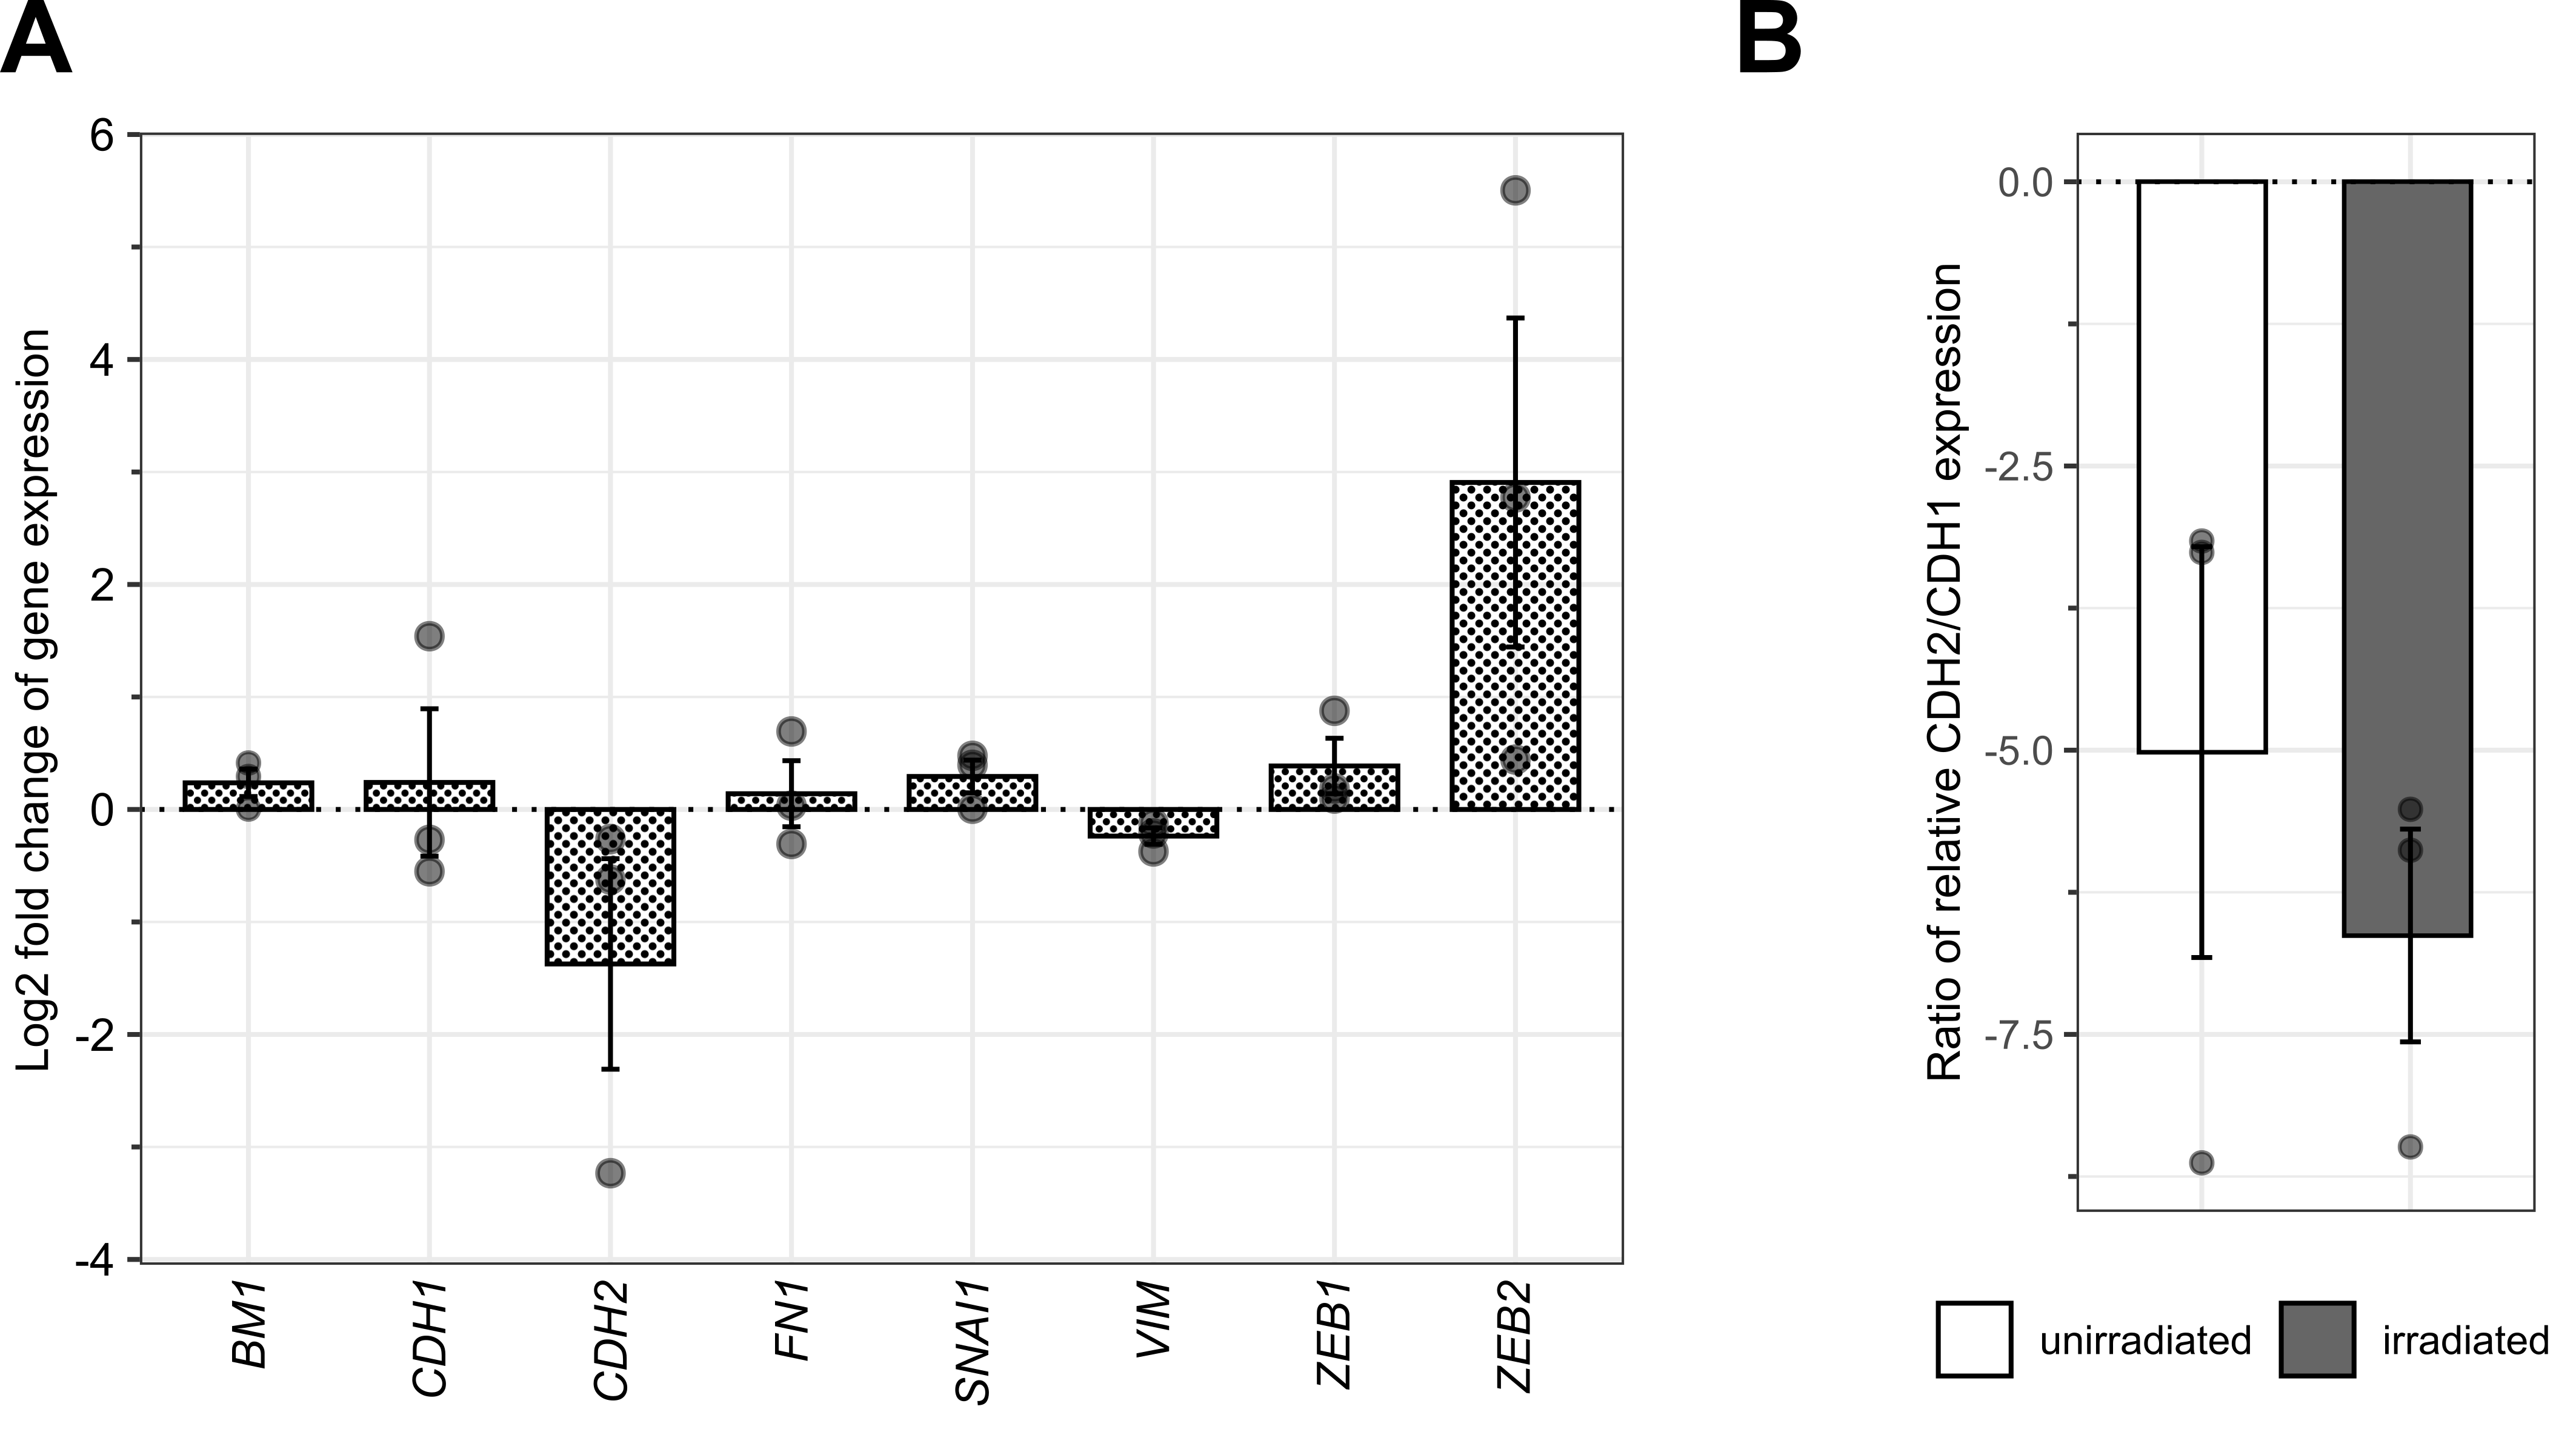 A
B
Log2 fold change of gene expression
6
4
2
0
-2
-4
BM1
CDH1
CDH2
FN1
SNAI1
VIM
ZEB1
ZEB2
Ratio of relative CDH2/CDH1 expression
0.0
-2.5
-5.0
-7.5
unirradiated
irradiated